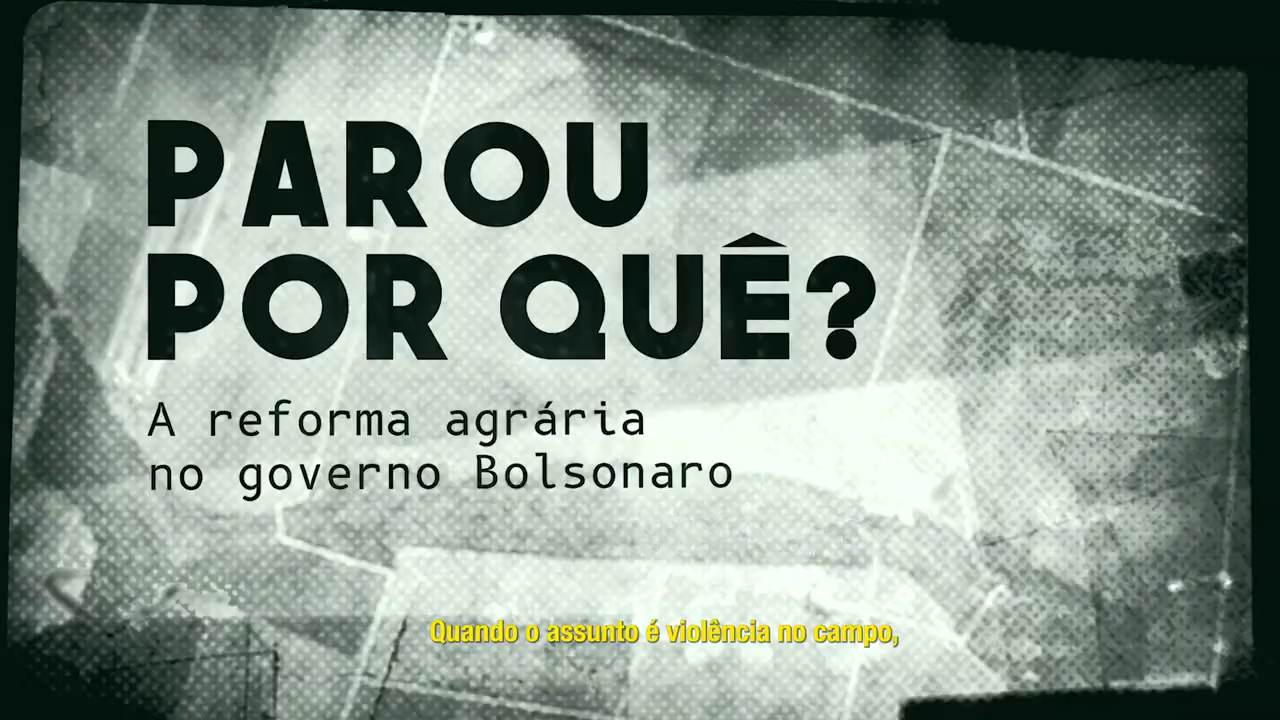 PAROU
POR QUÊ?
A reforma agrária
no governo Bolsonaro
Quando o assunto é violência no campo,